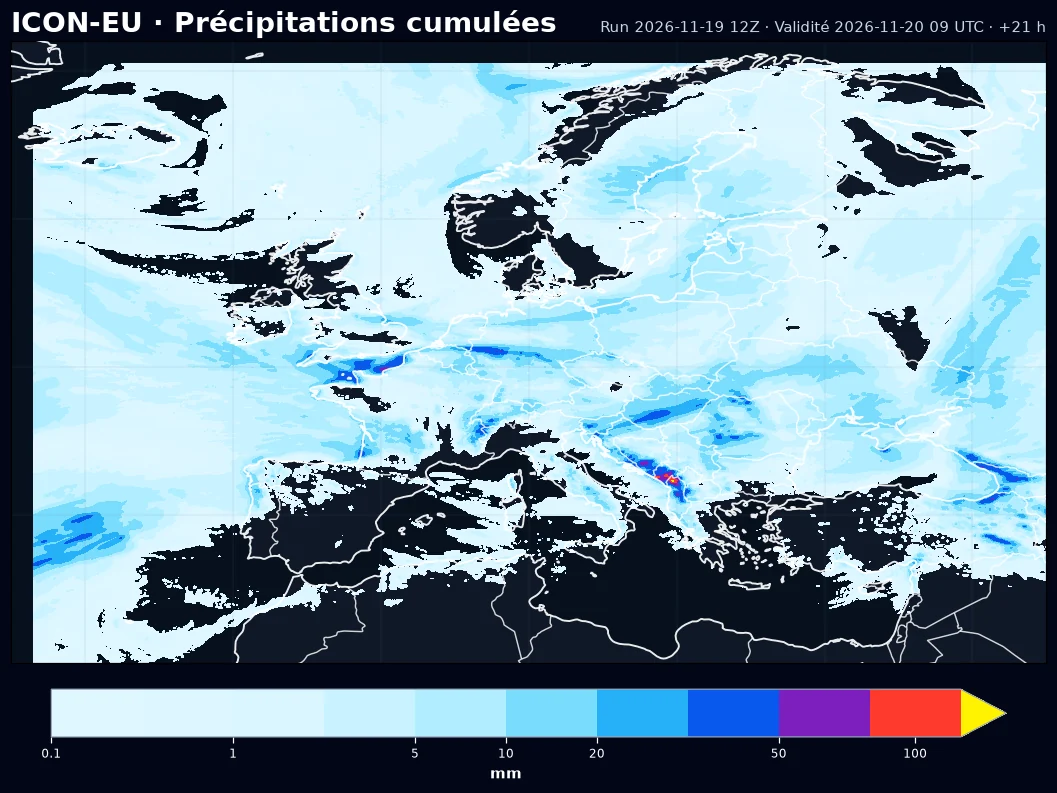 ICON-EU · Précipitations cumulées
Run 2026-11-19 12Z · Validité 2026-11-20 09 UTC · +21 h
0.1 1 5 10 20 50 100
mm